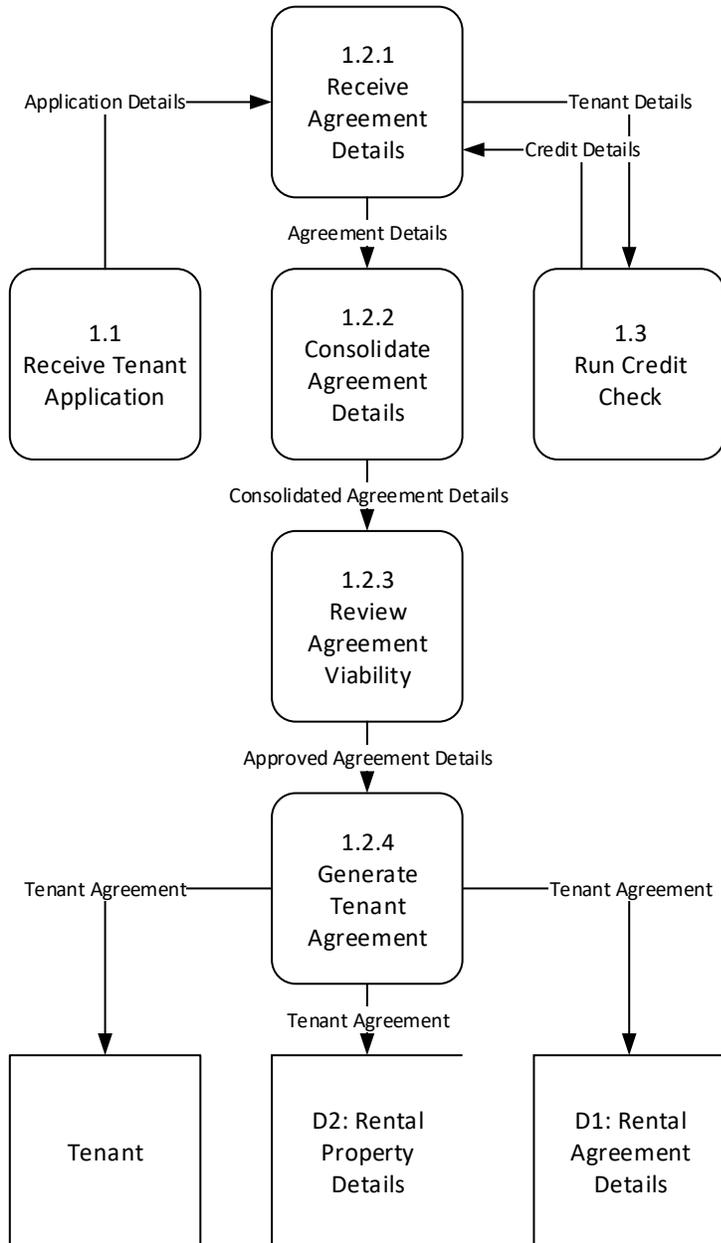 1.2.1
Receive
Agreement
Details
Application Details
Tenant Details
Credit Details
Agreement Details
1.1
Receive Tenant
Application
1.2.2
Consolidate
Agreement
Details
1.3
Run Credit
Check
Consolidated Agreement Details
1.2.3
Review
Agreement
Viability
Approved Agreement Details
1.2.4
Generate
Tenant
Agreement
Tenant Agreement
Tenant Agreement
Tenant Agreement
Tenant
D2: Rental
Property
Details
D1: Rental
Agreement
Details